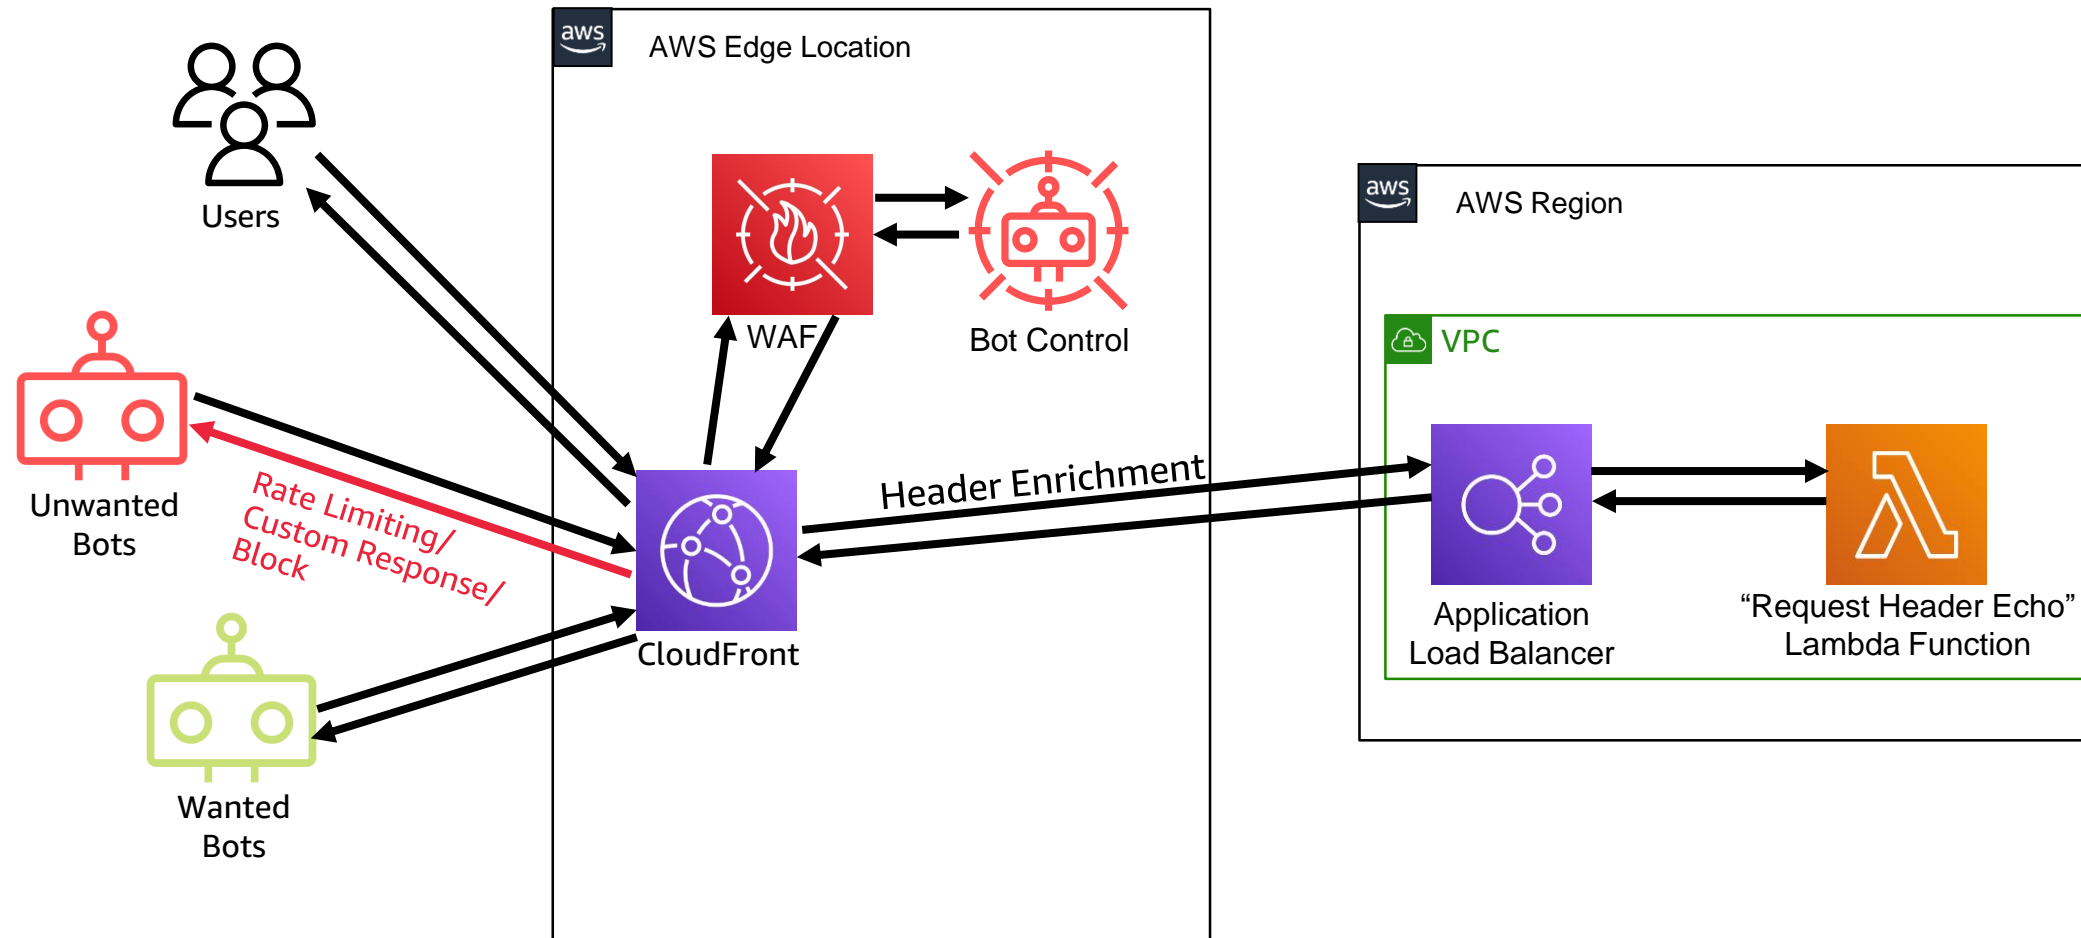 aws
AWS Edge Location
Users
WAF
Bot Control
aws
AWS Region
VPC
Unwanted
Bots
Rate Limiting/
Custom Response/
Block
Header Enrichment
CloudFront
Application
Load Balancer
“Request Header Echo”
Lambda Function
Wanted
Bots